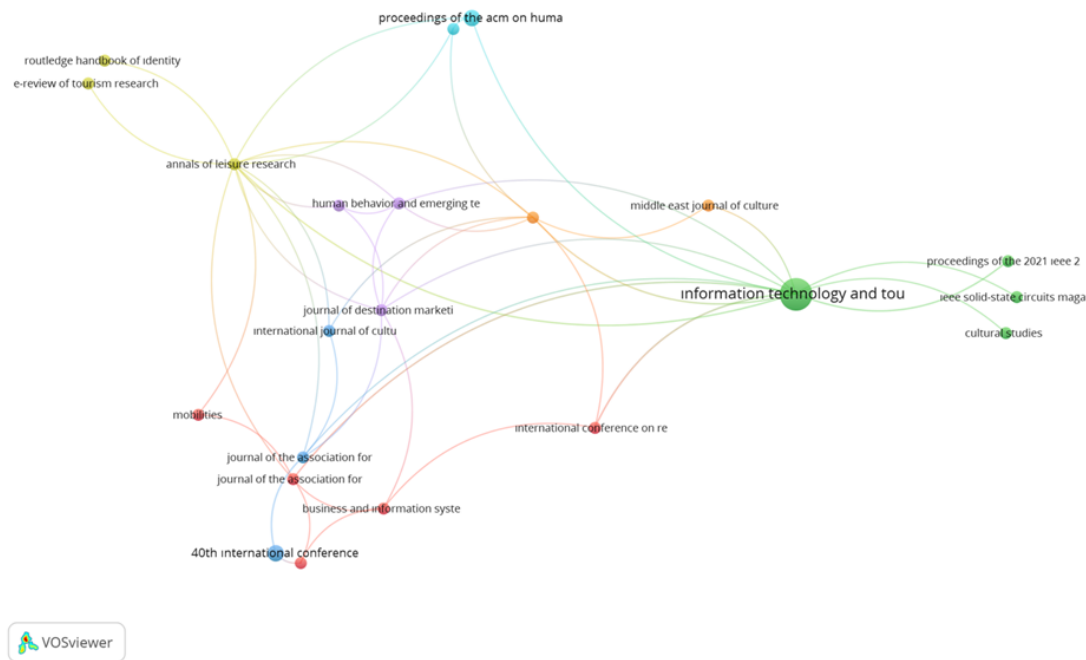 proceedings of the acm on huma
routledge handbook of ıdentity
e-review of tourism research
annals of leisure research
human behavior and emerging te
middle east journal of culture
proceedings of the 2021 ıeee 2
ınformation technology and tou
ıeee solid-state circuits maga
journal of destination marketi
ınternational journal of cultu
cultural studies
mobilities
ınternational conference on re
journal of the association for
journal of the association for
business and ınformation syste
40th ınternational conference
VOSviewer